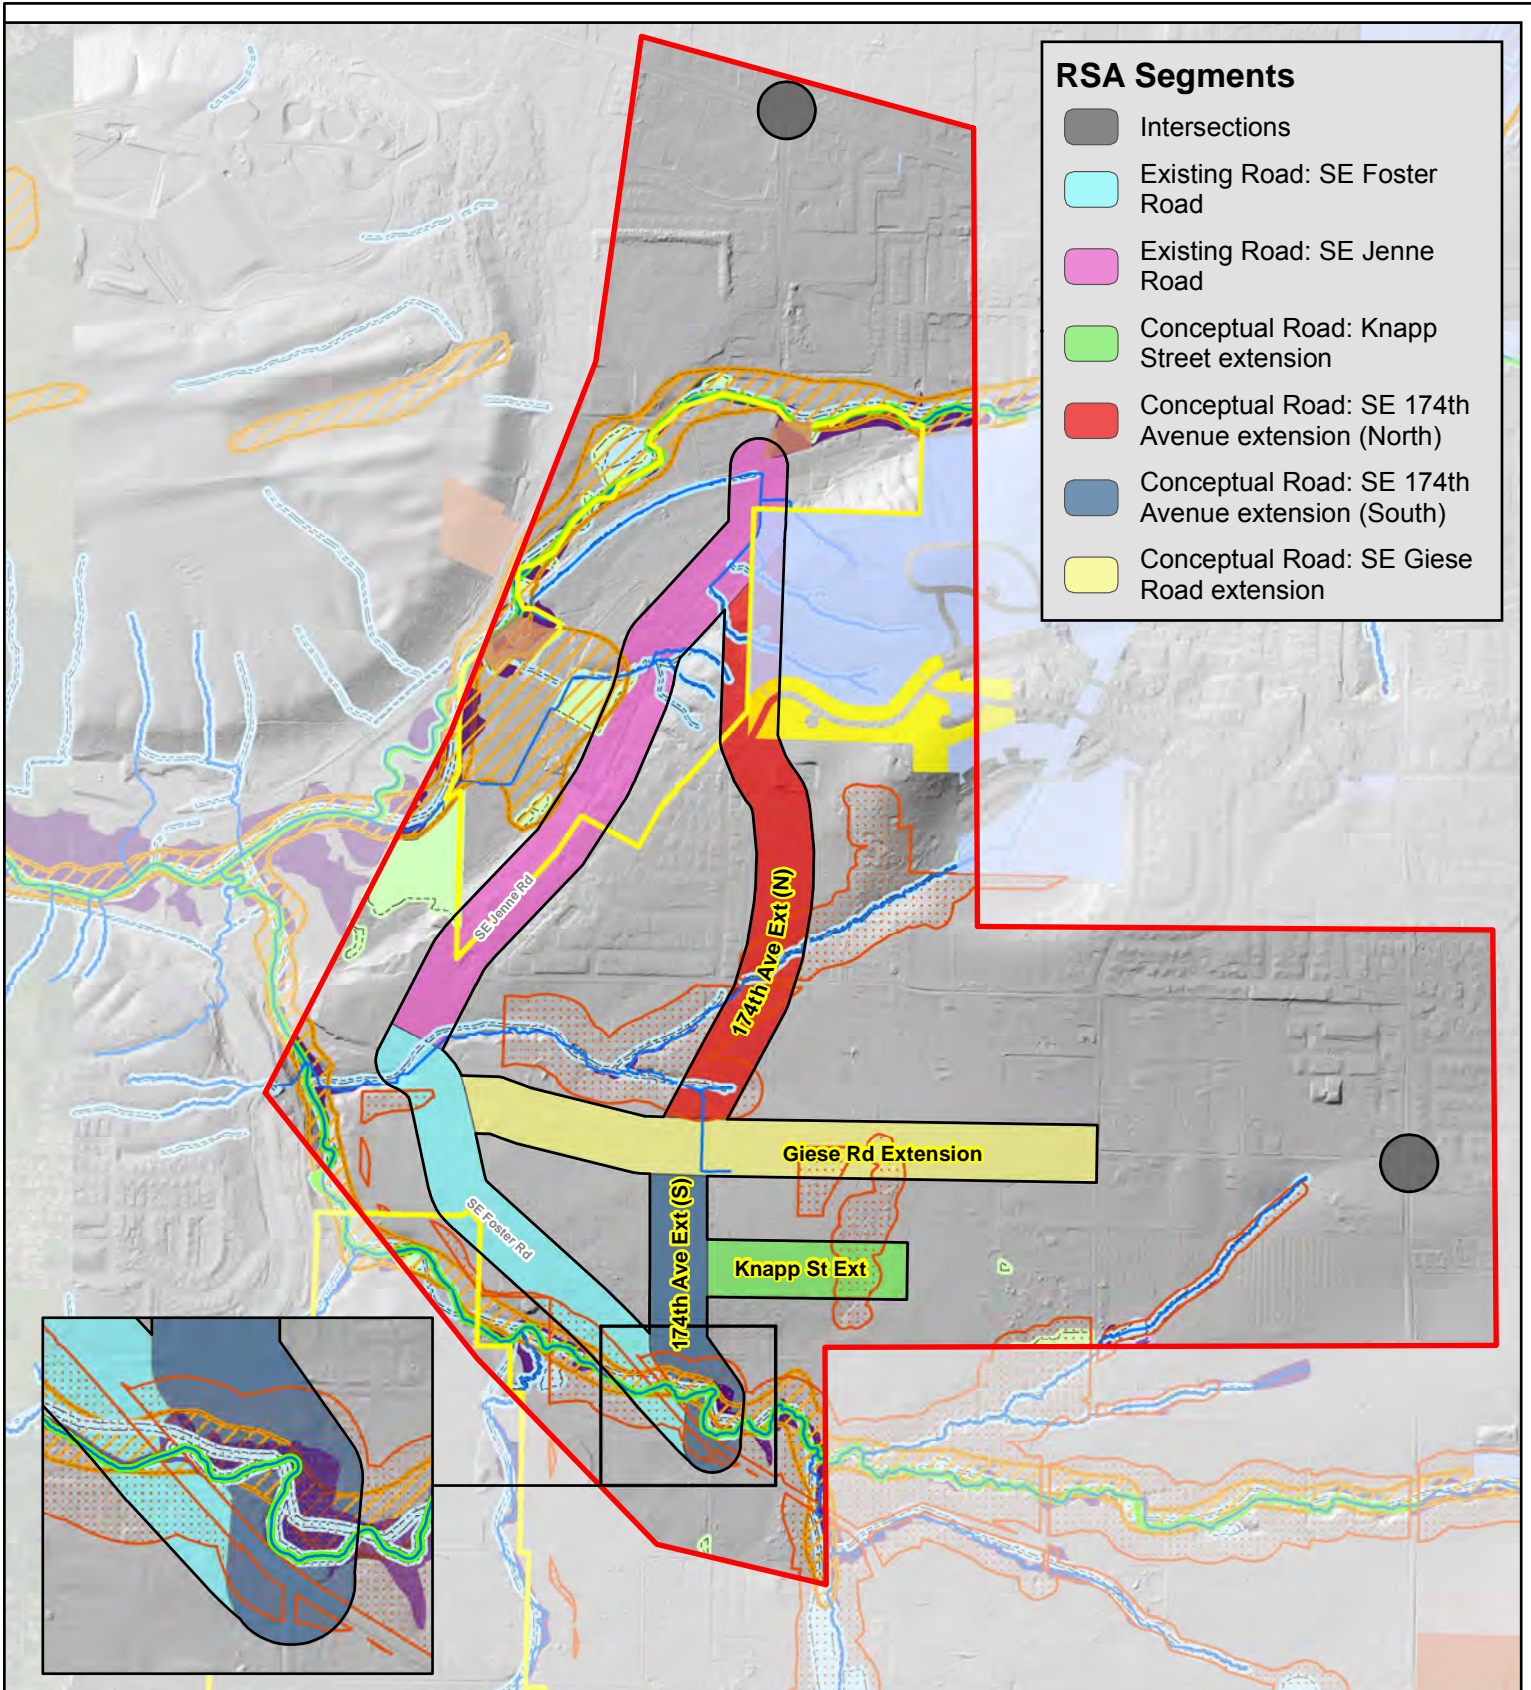 RSA Segments
Intersections
Existing Road: SE Foster
Road
Existing Road: SE Jenne
Road
Conceptual Road: Knapp
Street extension
Conceptual Road: SE 174th
Avenue extension (North)
Conceptual Road: SE 174th
Avenue extension (South)
Conceptual Road: SE Giese
Road extension
SE Jenne Rd
174th Ave Ext (N)
Giese Rd Extension
SE Foster Rd
174th Ave Ext (S)
Knapp St Ext